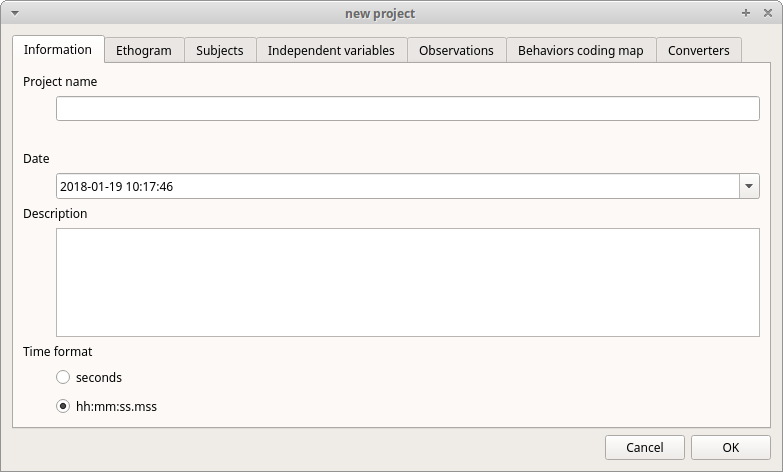 new project
Information Ethogram Subjects Independent variables Observations Behaviors coding map Converters
Project name
Date
2018-01-19 10:17:46
Description
Time format
seconds
hh:mm:ss.mss
Cancel OK